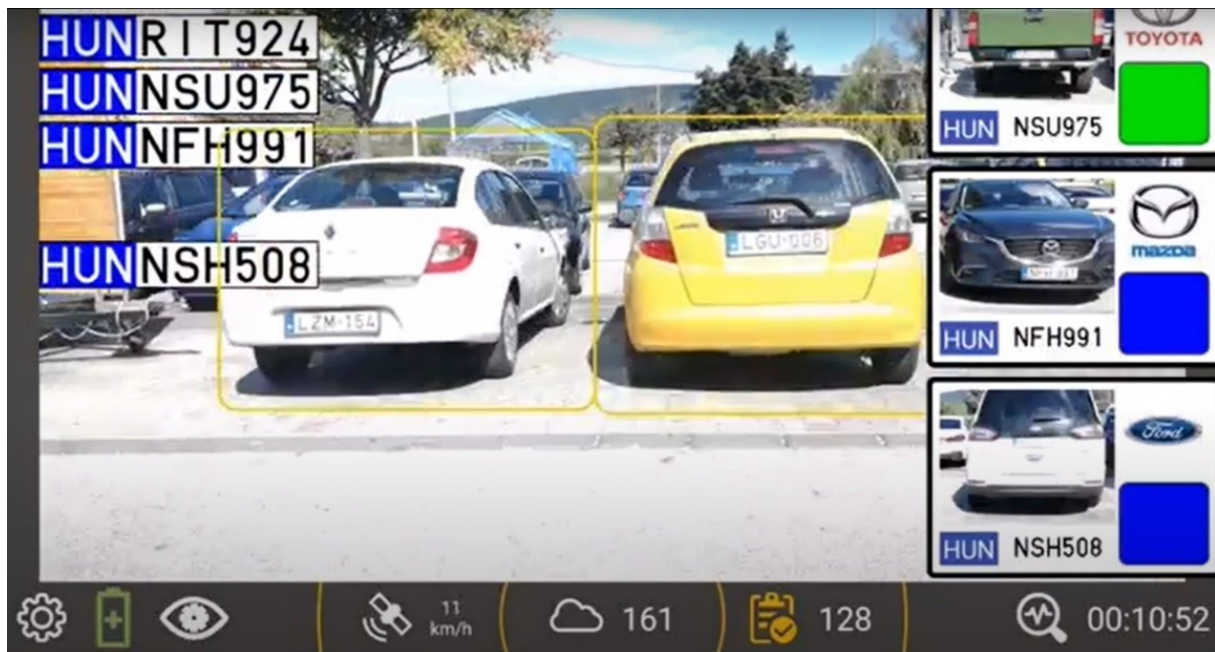 HUN RIT924
HUN NSU975
HUN NFH991
HUN NSH508
LZM-154
LGU-006
TOYOTA
HUN NSU975
mazda
HUN NFH991
Ford
HUN NSH508
11
km/h
161
128
00:10:52